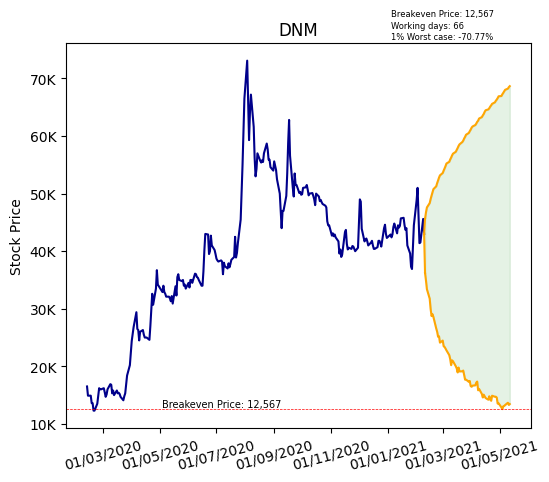 Breakeven Price: 12,567
Working days: 66
1% Worst case: -70.77%
DNM
Stock Price
70K
60K
50K
40K
30K
20K
10K
Breakeven Price: 12,567
01/03/2020 01/05/2020 01/07/2020 01/09/2020 01/11/2020 01/01/2021 01/03/2021 01/05/2021